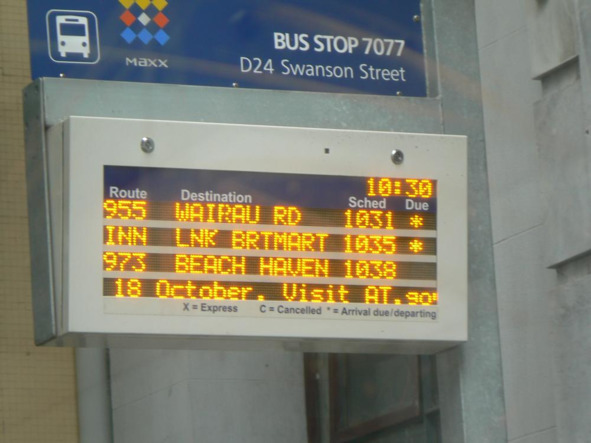 MAXX
BUS STOP 7077
D24 Swanson Street
10:30
Route Destination Sched Due
955 WAIRAU RD 1031 *
INN LNK BRTMART 1035 *
973 BEACH HAVEN 1038
18 October. Visit AT.go
X = Express C = Cancelled * = Arrival due/departing